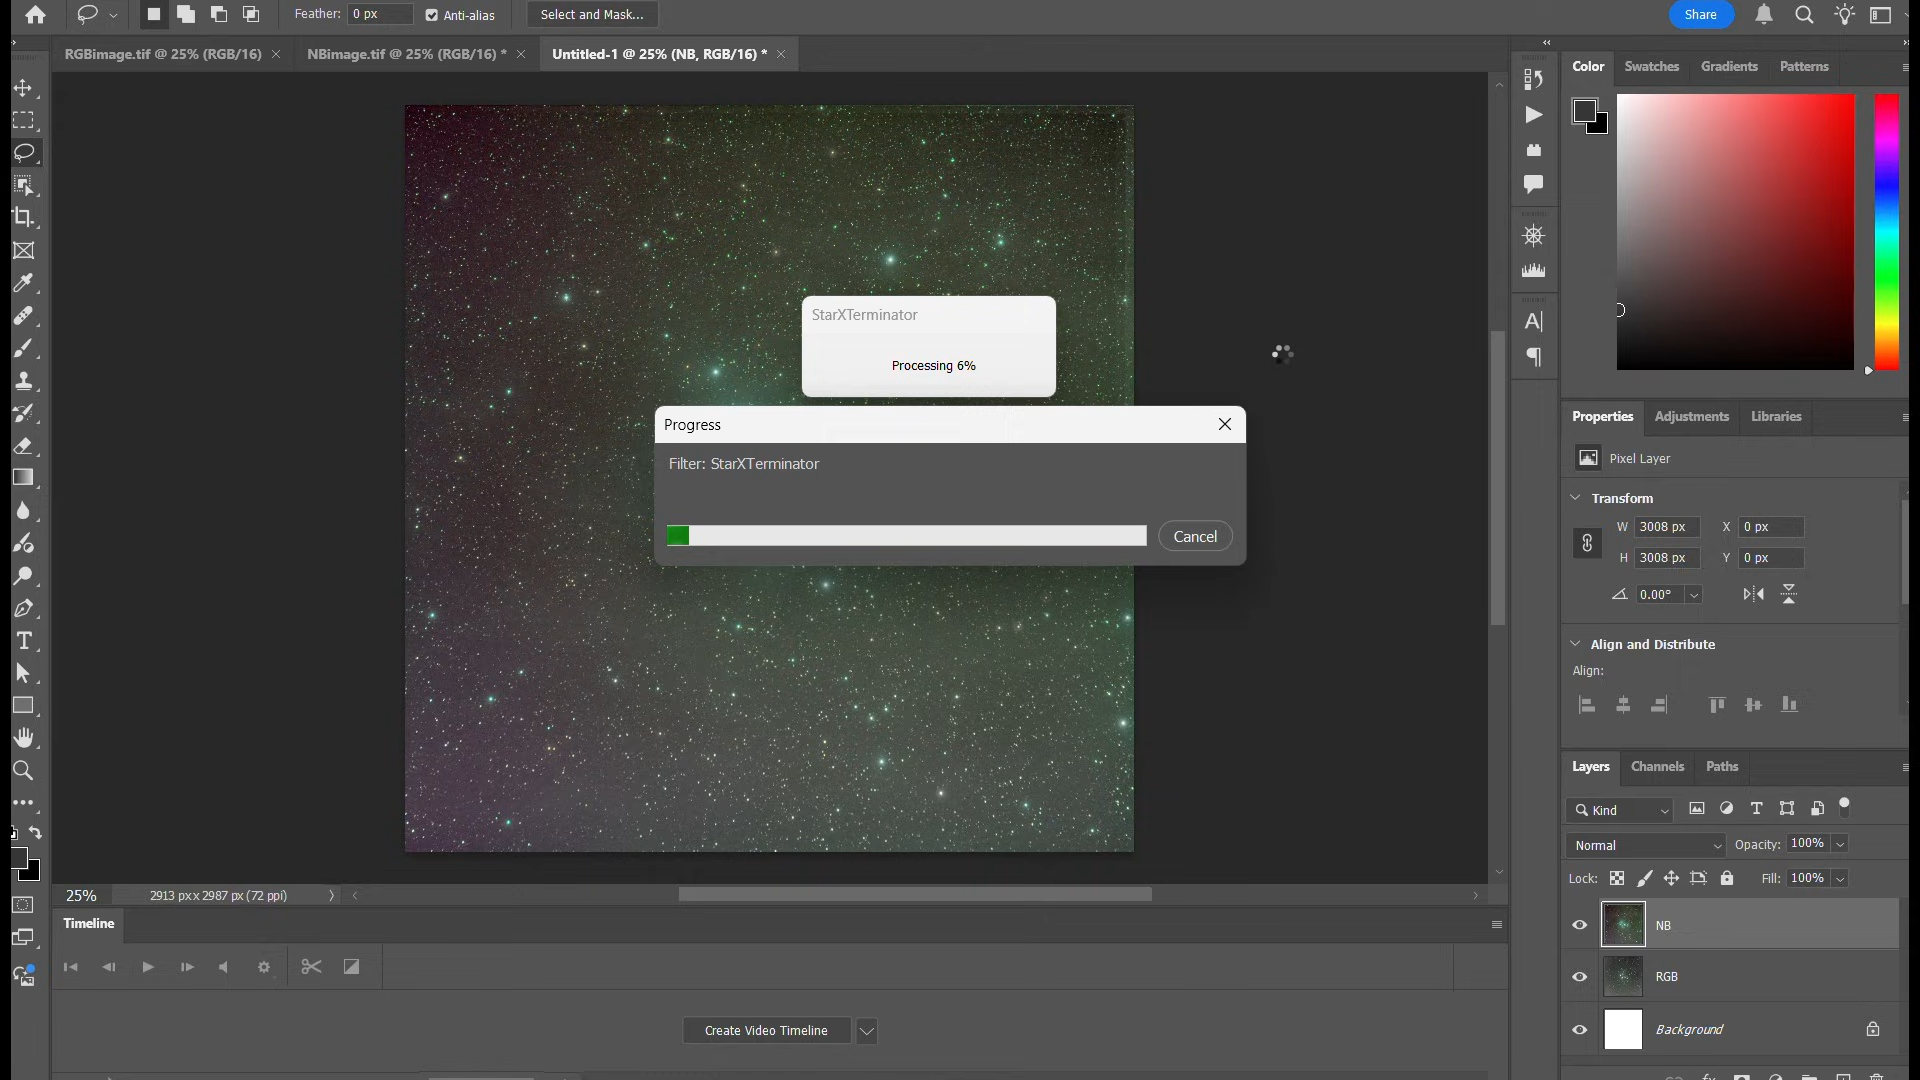 Feather: 0 px
Anti-alias
Select and Mask...
Share
RGBimage.tif @ 25% (RGB/16)
NBimage.tif @ 25% (RGB/16) *
Untitled-1 @ 25% (NB, RGB/16) *
Color
Swatches
Gradients
Patterns
StarXTerminator
Processing 6%
Progress
Filter: StarXTerminator
Cancel
Properties
Adjustments
Libraries
Pixel Layer
Transform
W 3008 px X 0 px
H 3008 px Y 0 px
0.00°
Align and Distribute
Align:
Layers
Channels
Paths
Kind
Normal
Opacity: 100%
Lock:
Fill: 100%
NB
RGB
Background
25%
2913 px x 2987 px (72 ppi)
Timeline
Create Video Timeline